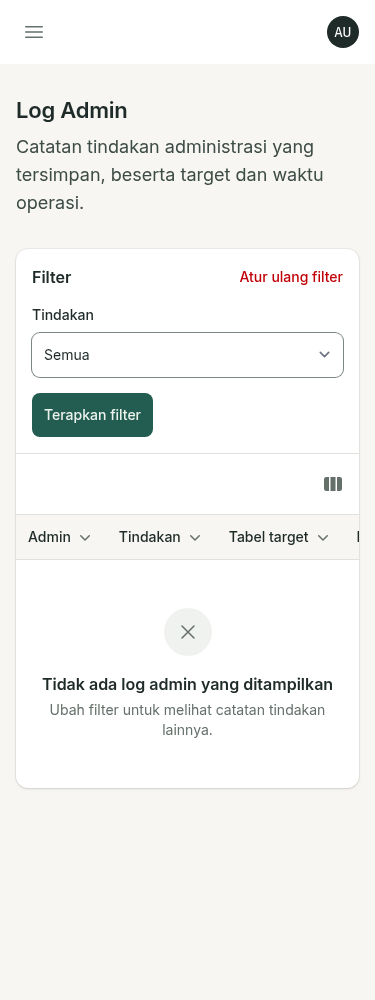 AU
Log Admin
Catatan tindakan administrasi yang
tersimpan, beserta target dan waktu
operasi.
Filter
Atur ulang filter
Tindakan
Semua
Terapkan filter
Admin
Tindakan
Tabel target
Tidak ada log admin yang ditampilkan
Ubah filter untuk melihat catatan tindakan
lainnya.